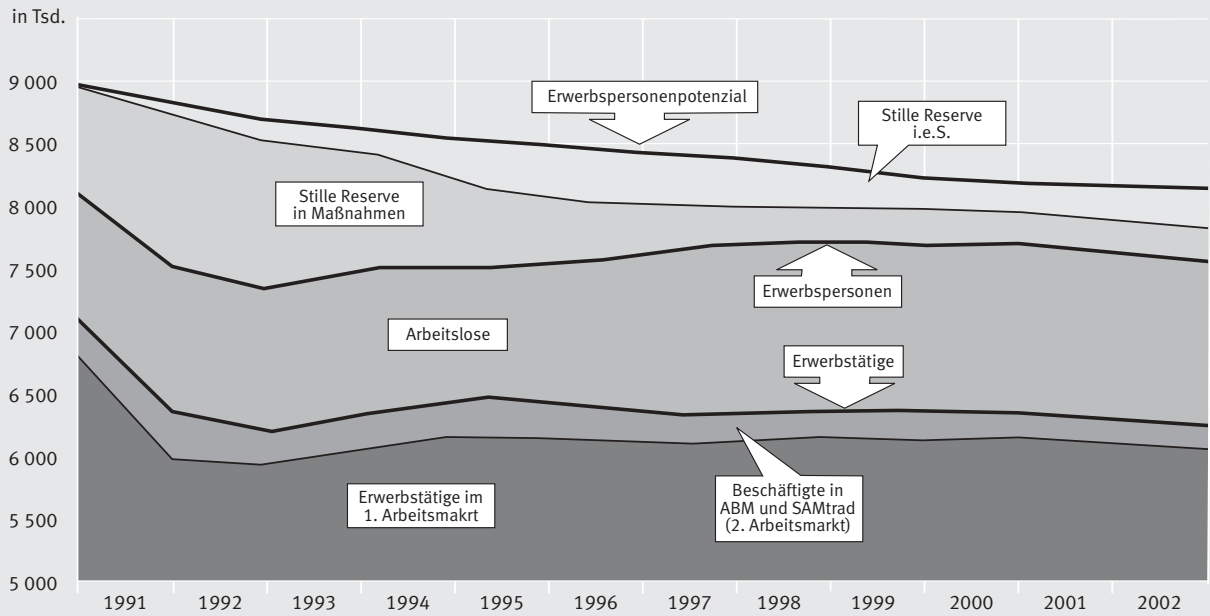 in Tsd.
9 000
8 500
8 000
7 500
7 000
6 500
6 000
5 500
5 000
Erwerbspersonenpotenzial
Stille Reserve
i.e.S.
Stille Reserve
in Maßnahmen
Erwerbspersonen
Arbeitslose
Erwerbstätige
Erwerbstätige im
1. Arbeitsmakrt
Beschäftigte in
ABM und SAMtrad
(2. Arbeitsmarkt)
1991 1992 1993 1994 1995 1996 1997 1998 1999 2000 2001 2002